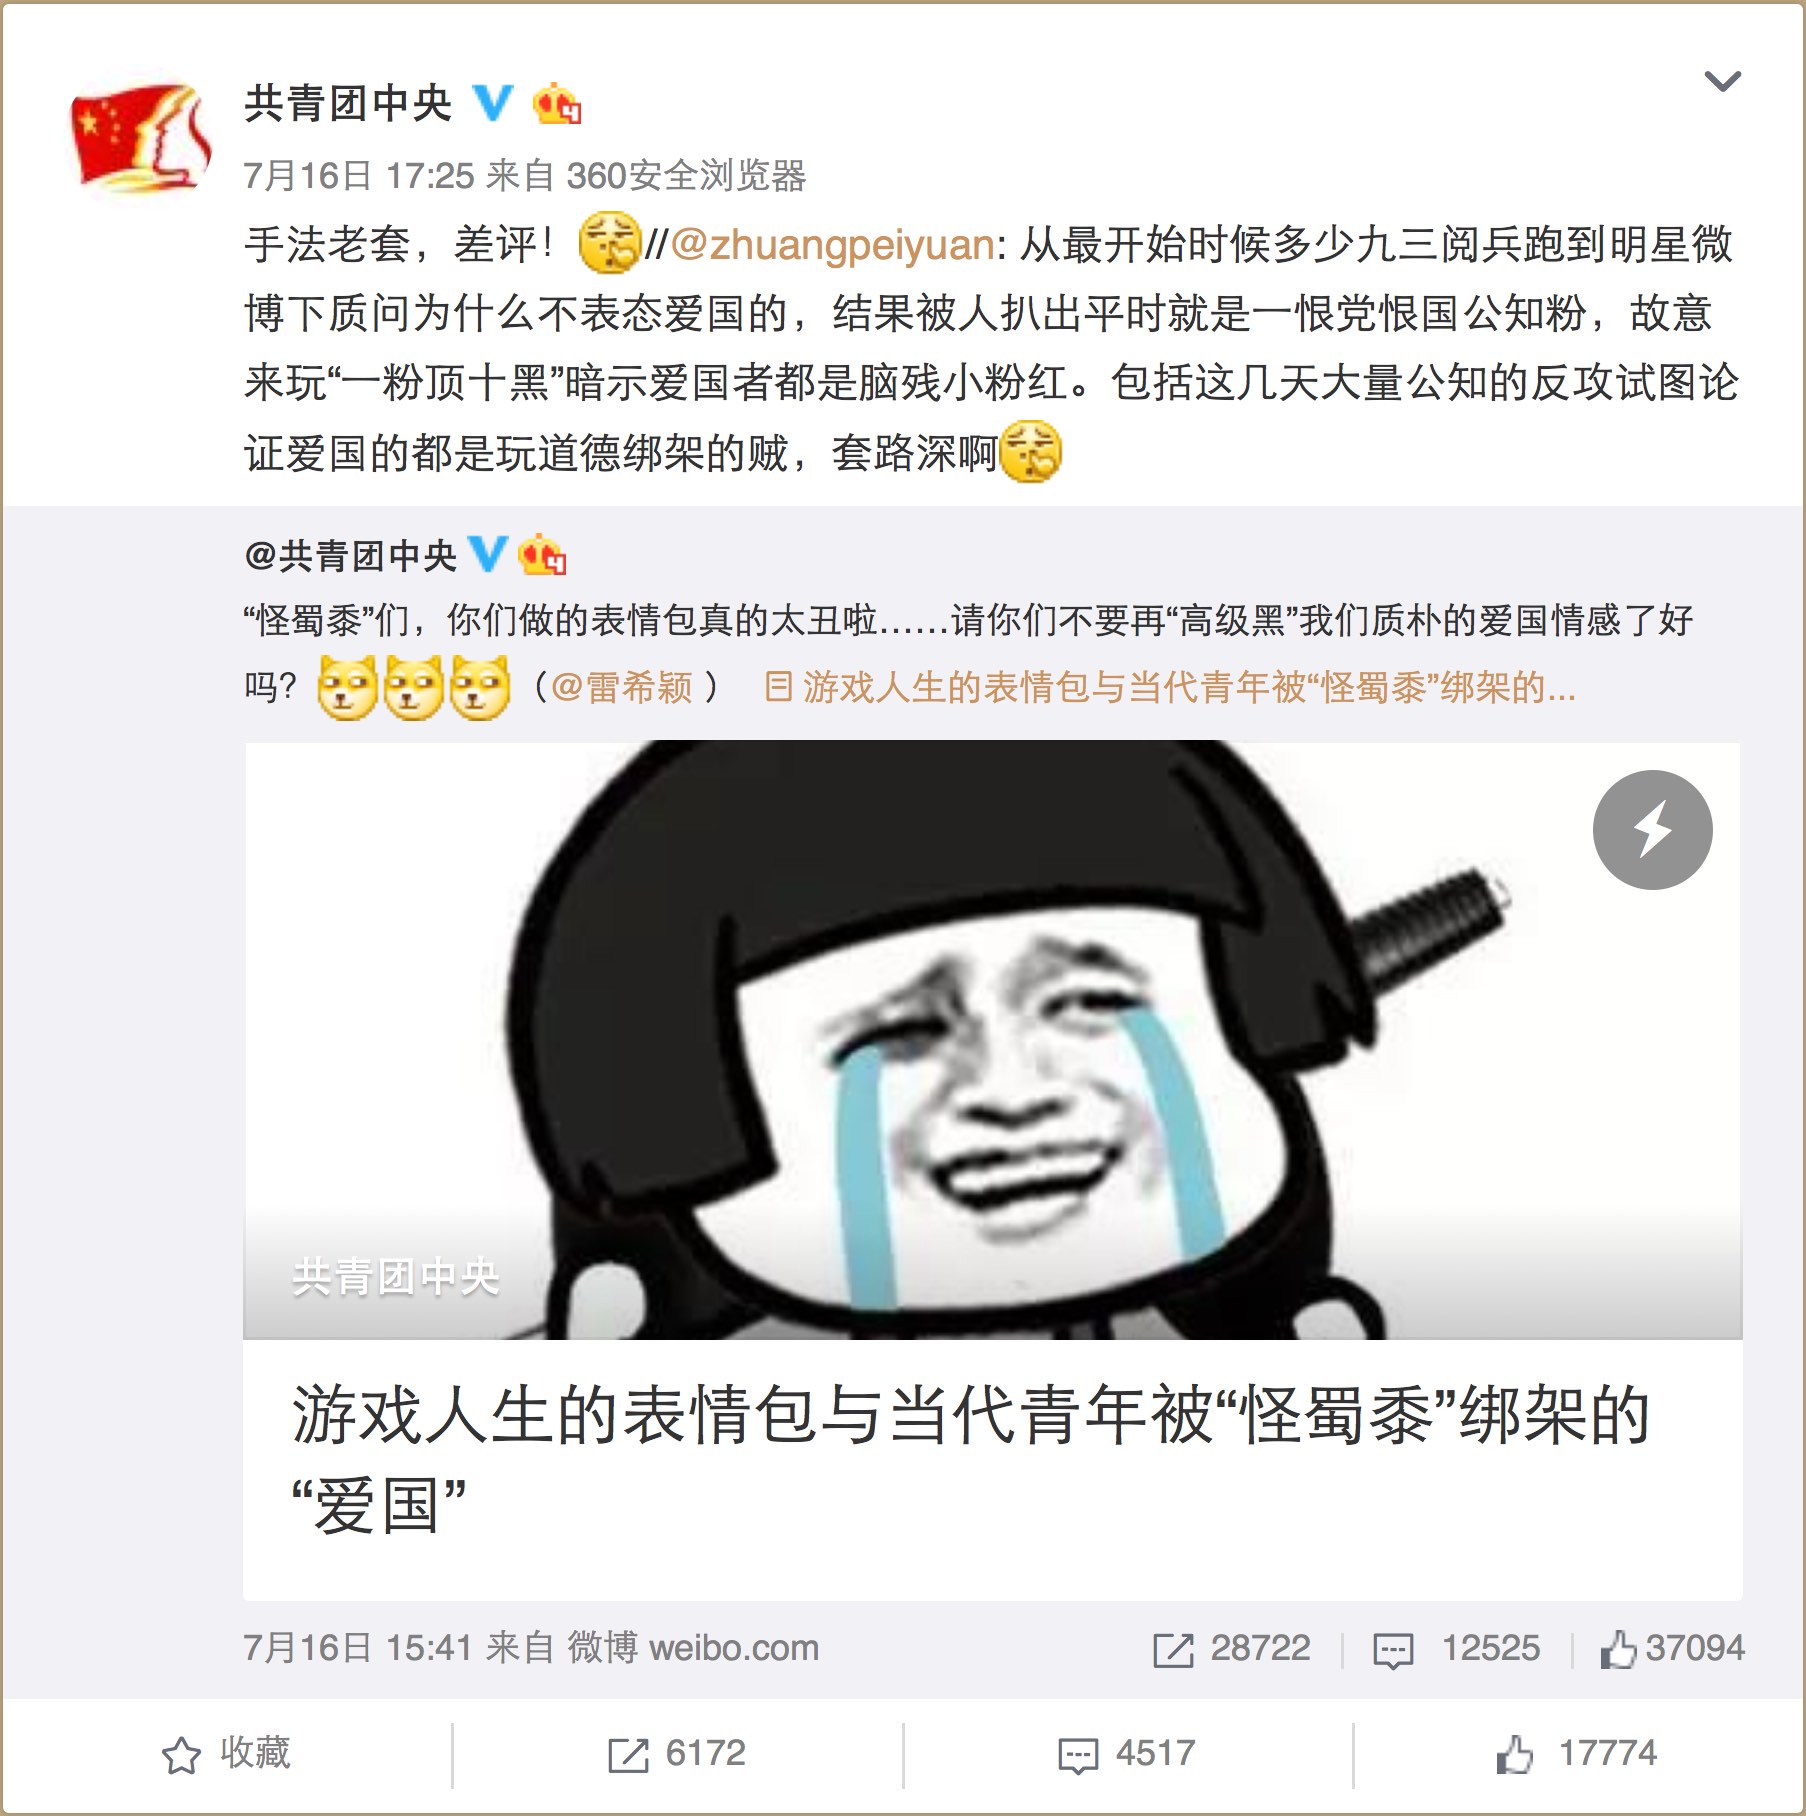 共青团中央
7月16日 17:25 来自 360安全浏览器
手法老套，差评！//@zhuangpeiyuan: 从最开始时候多少九三阅兵跑到明星微
博下质问为什么不表态爱国的，结果被人扒出平时就是一恨党恨国公知粉，故意
来玩“一粉顶十黑”暗示爱国者都是脑残小粉红。包括这几天大量公知的反攻试图论
证爱国的都是玩道德绑架的贼，套路深啊
@共青团中央
“怪蜀黍”们，你们做的表情包真的太丑啦……请你们不要再“高级黑”我们质朴的爱国情感了好
吗？（@雷希颖 ） 游戏人生的表情包与当代青年被“怪蜀黍”绑架的...
共青团中央
游戏人生的表情包与当代青年被“怪蜀黍”绑架的
“爱国”
7月16日 15:41 来自 微博 weibo.com 28722 12525 37094
收藏 6172 4517 17774